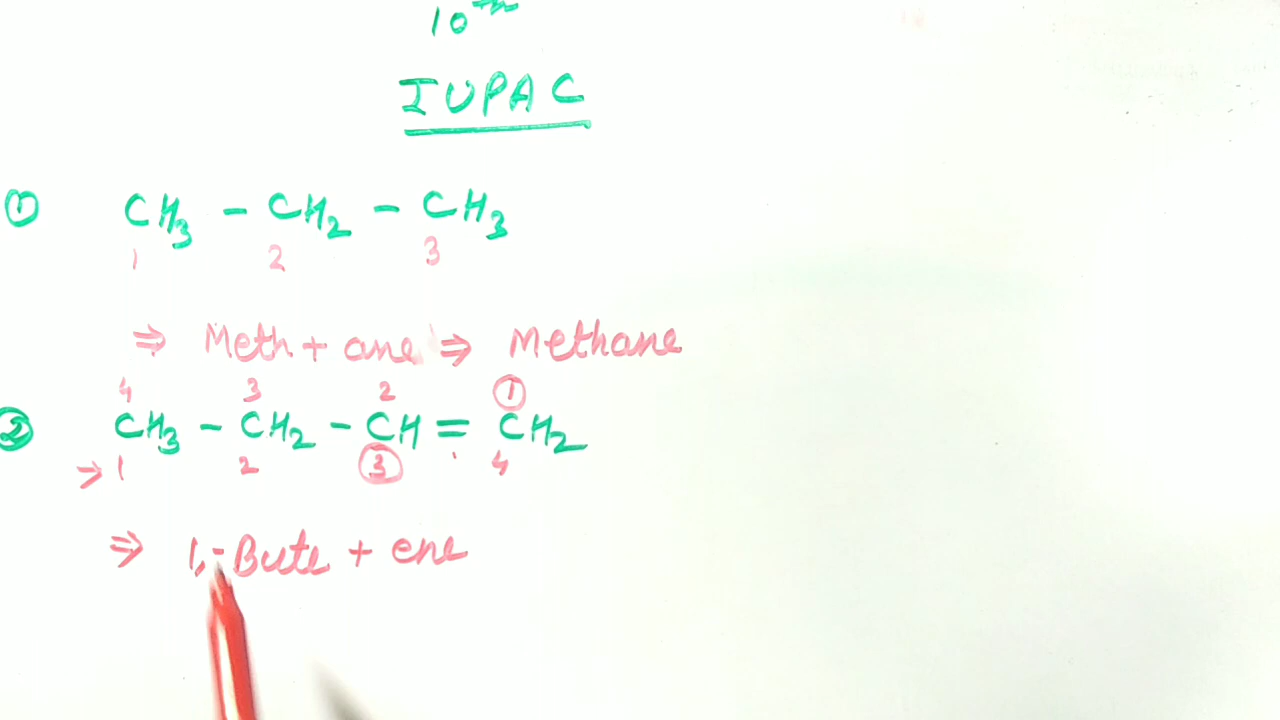 10th
IUPAC
① CH₃ - CH₂ - CH₃
1 2 3
⇒ Meth + ane ⇒ Methane
4 3 2 ①
② CH₃ - CH₂ - CH = CH₂
→ 1 2 ③ 4
⇒ 1,-Bute + ene